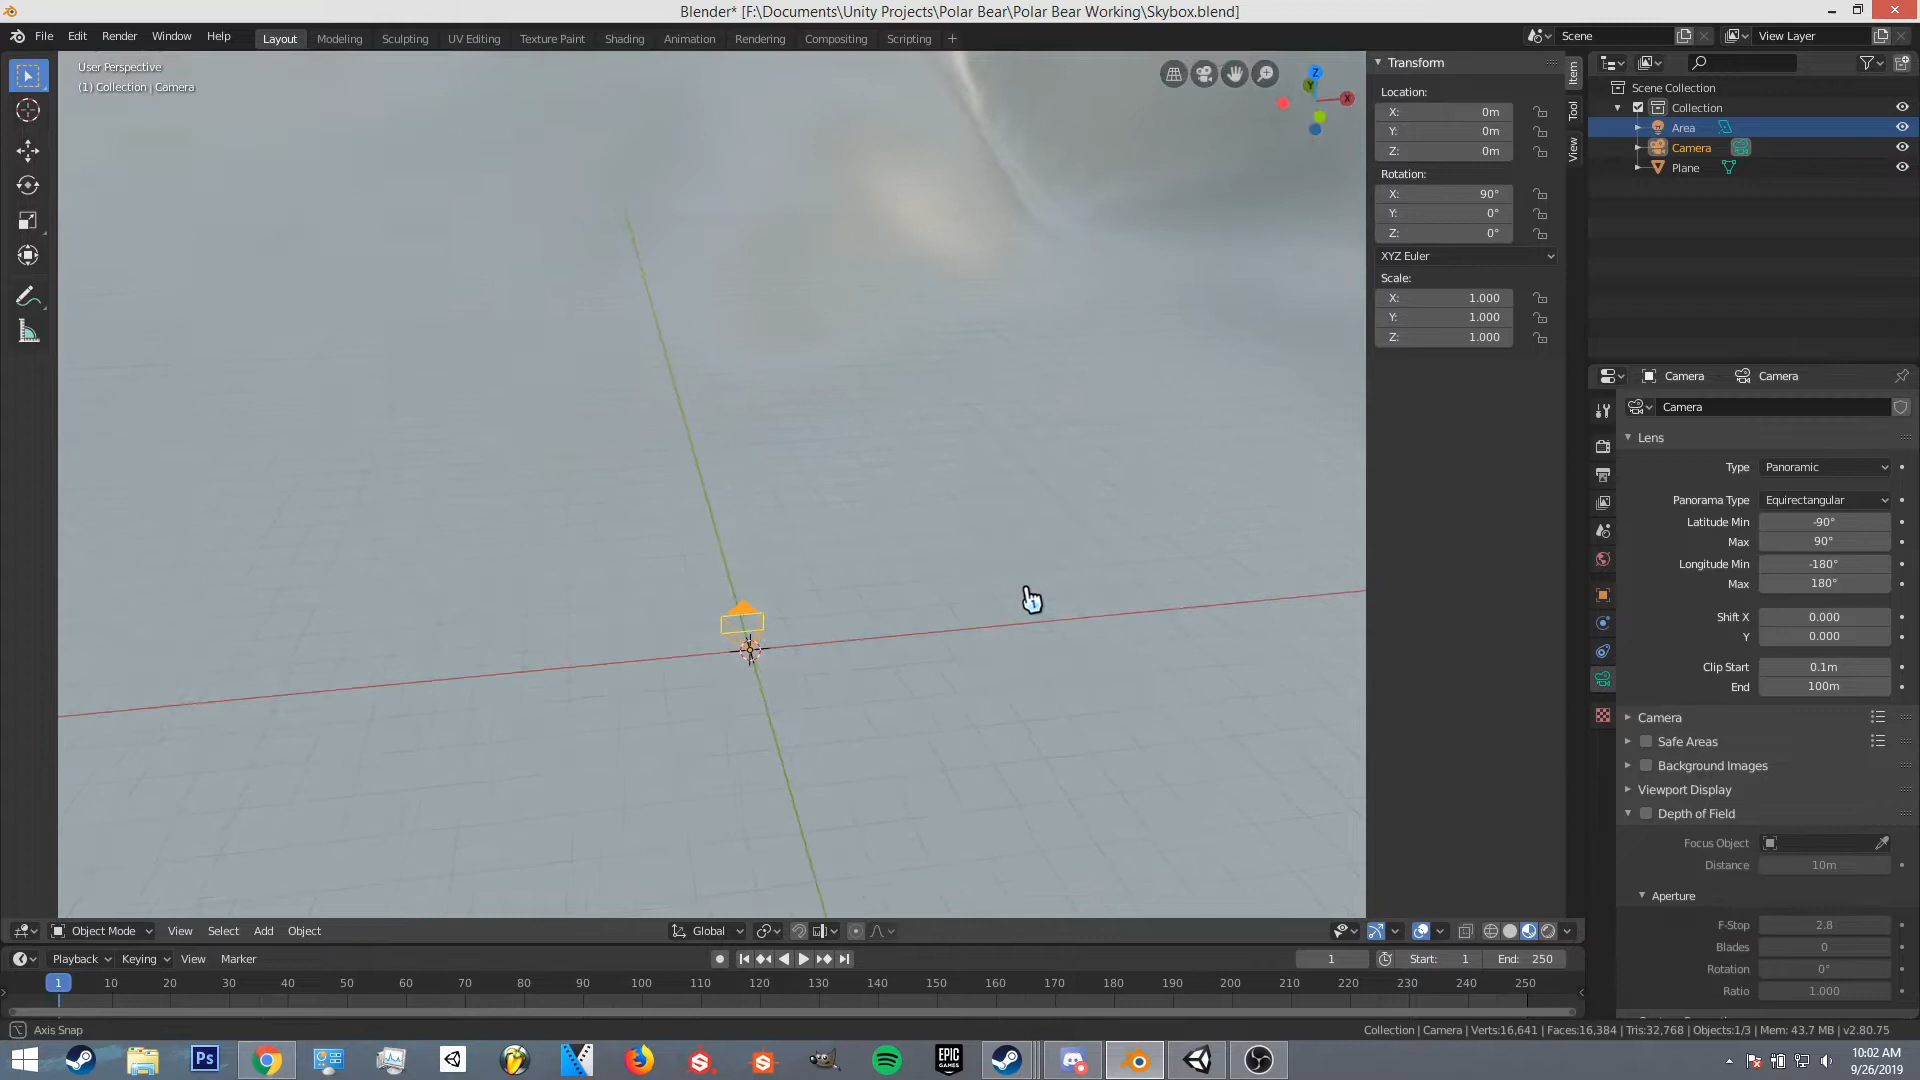 Blender* [F:\Documents\Unity Projects\Polar Bear\Polar Bear Working\Skybox.blend]
File Edit Render Window Help
Layout Modeling Sculpting UV Editing Texture Paint Shading Animation Rendering Compositing Scripting +
Scene
View Layer
User Perspective
(1) Collection | Camera
Z
Y
X
Transform
Location:
X: 0m
Y: 0m
Z: 0m
Rotation:
X: 90°
Y: 0°
Z: 0°
XYZ Euler
Scale:
X: 1.000
Y: 1.000
Z: 1.000
Item
Tool
View
Scene Collection
Collection
Area
Camera
Plane
Camera Camera
Camera
Lens
Type Panoramic
Panorama Type Equirectangular
Latitude Min -90°
Max 90°
Longitude Min -180°
Max 180°
Shift X 0.000
Y 0.000
Clip Start 0.1m
End 100m
Camera
Safe Areas
Background Images
Viewport Display
Depth of Field
Focus Object
Distance 10m
Aperture
F-Stop 2.8
Blades 0
Rotation 0°
Ratio 1.000
Object Mode View Select Add Object
Global
Playback Keying View Marker
1 Start: 1 End: 250
1 10 20 30 40 50 60 70 80 90 100 110 120 130 140 150 160 170 180 190 200 210 220 230 240 250
Axis Snap
Collection | Camera | Verts:16,641 | Faces:16,384 | Tris:32,768 | Objects:1/3 | Mem: 43.7 MB | v2.80.75
Ps
EPIC
GAMES
10:02 AM
9/26/2019